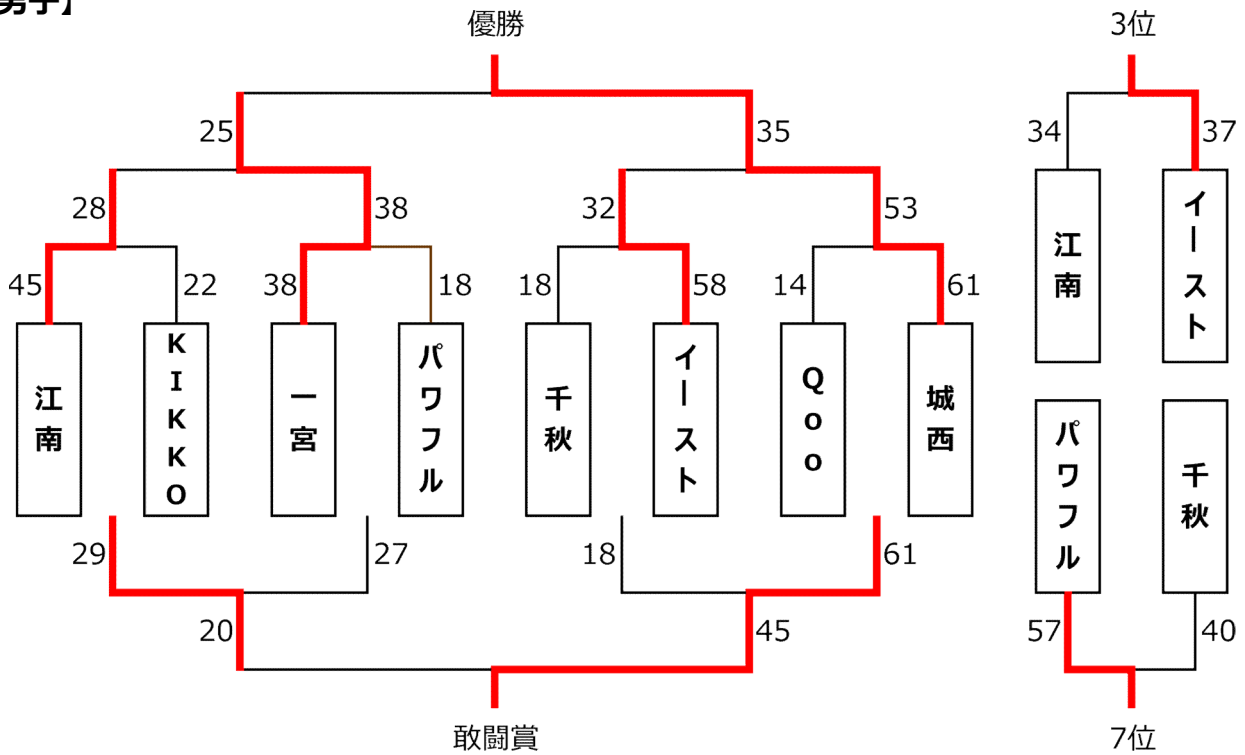 男子】
優勝
3位
25
35
34
37
28
38
32
53
45
22
38
18
18
58
14
61
江南
KIKKO
一宮
パワフル
千秋
イースト
Qoo
城西
江南
イースト
パワフル
千秋
29
27
18
61
20
45
57
40
敢闘賞
7位